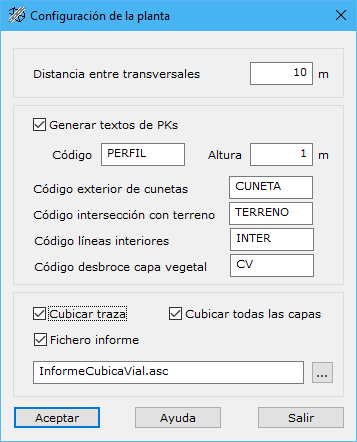 Configuración de la planta
Distancia entre transversales 10 m
Generar textos de PKs
Código PERFIL Altura 1 m
Código exterior de cunetas CUNETA
Código intersección con terreno TERRENO
Código líneas interiores INTER
Código desbroce capa vegetal CV
Cubicar traza Cubicar todas las capas
Fichero informe
InformeCubicaVial.asc ...
Aceptar Ayuda Salir